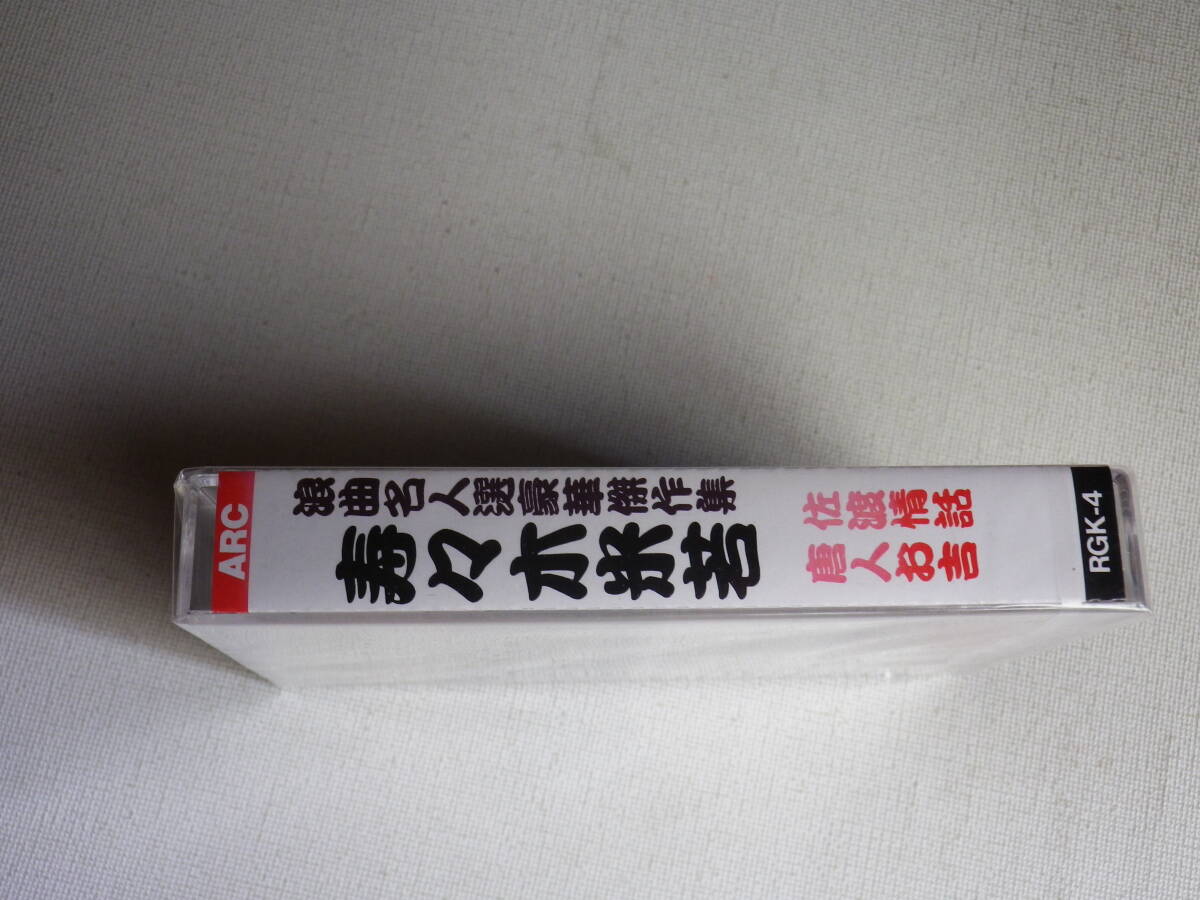 ARC
浪曲名人選豪華傑作集
寿々木米若
佐渡情話
唐人お吉
RGK-4